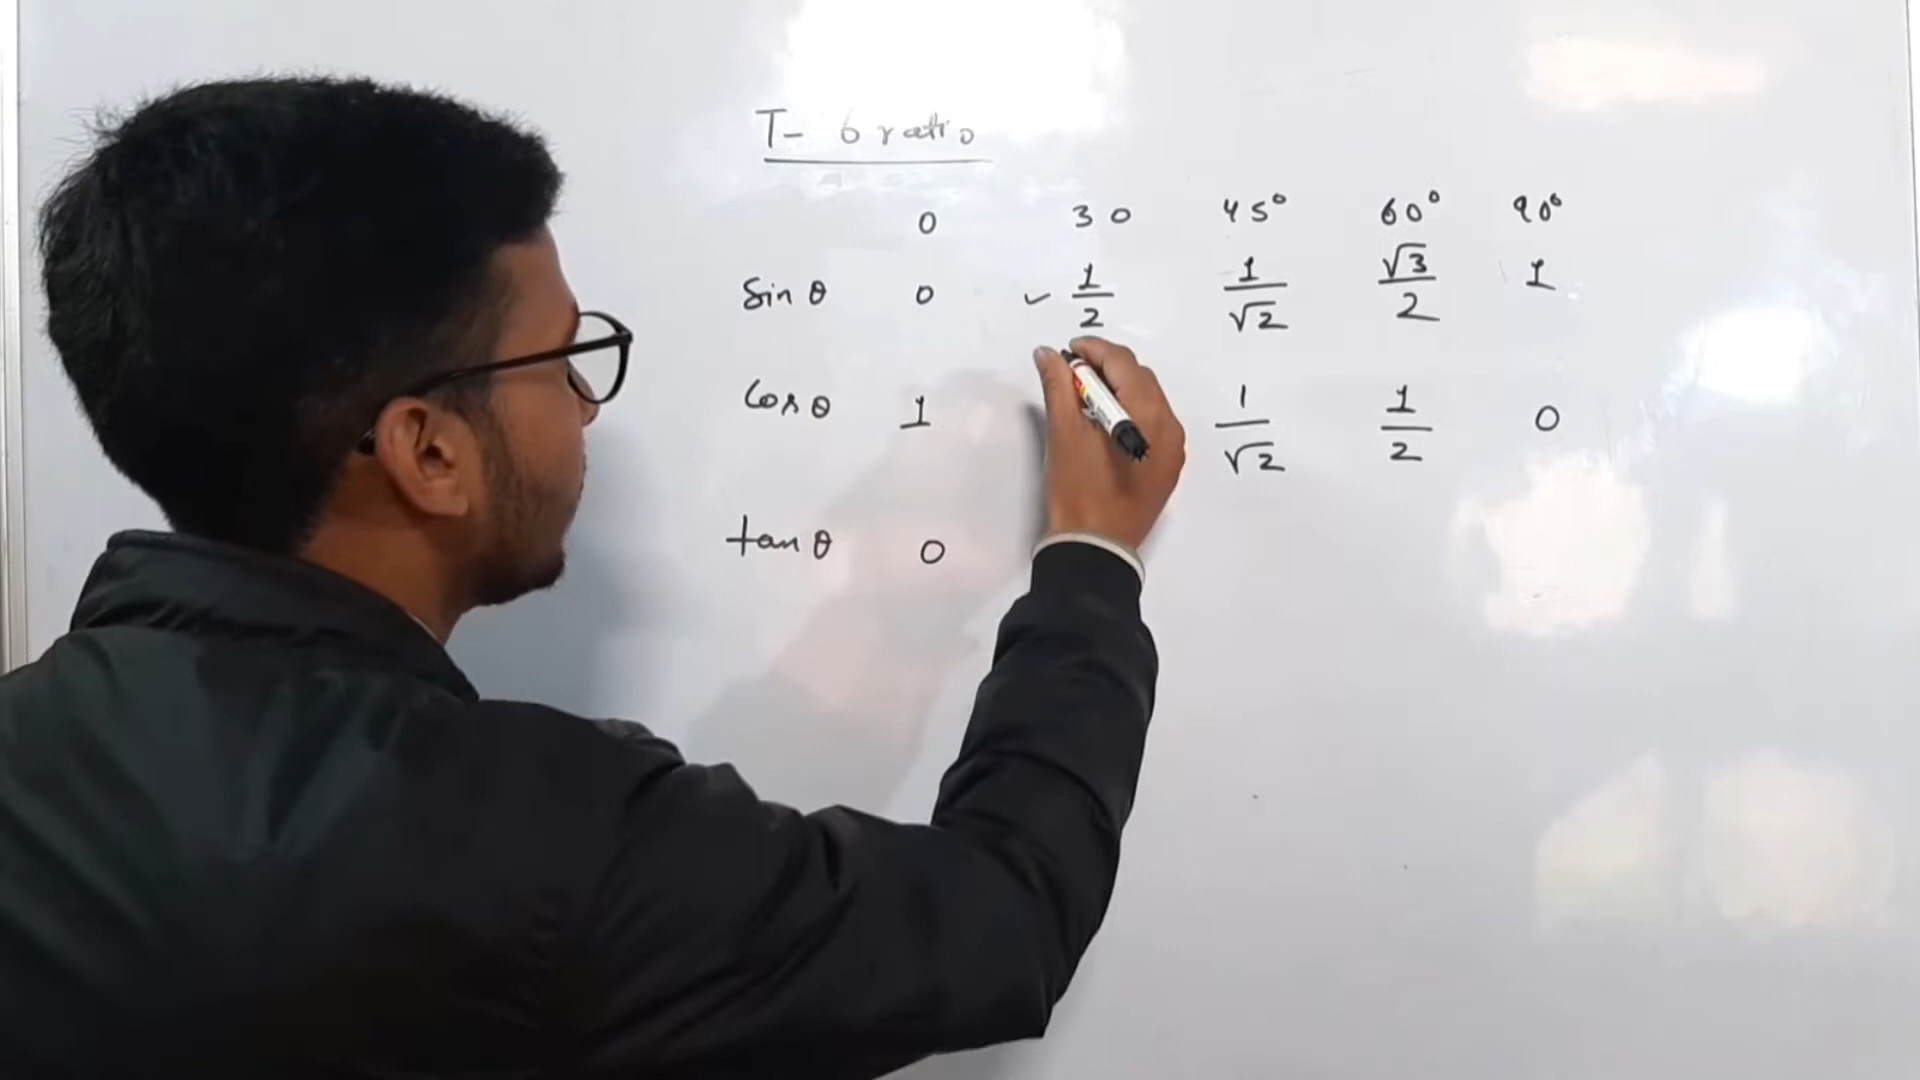 T- 6 ratio
0 30 45° 60° 90°
sin θ 0 ✓ 1/2 1/√2 √3/2 1
cos θ 1 1/√2 1/2 0
tan θ 0